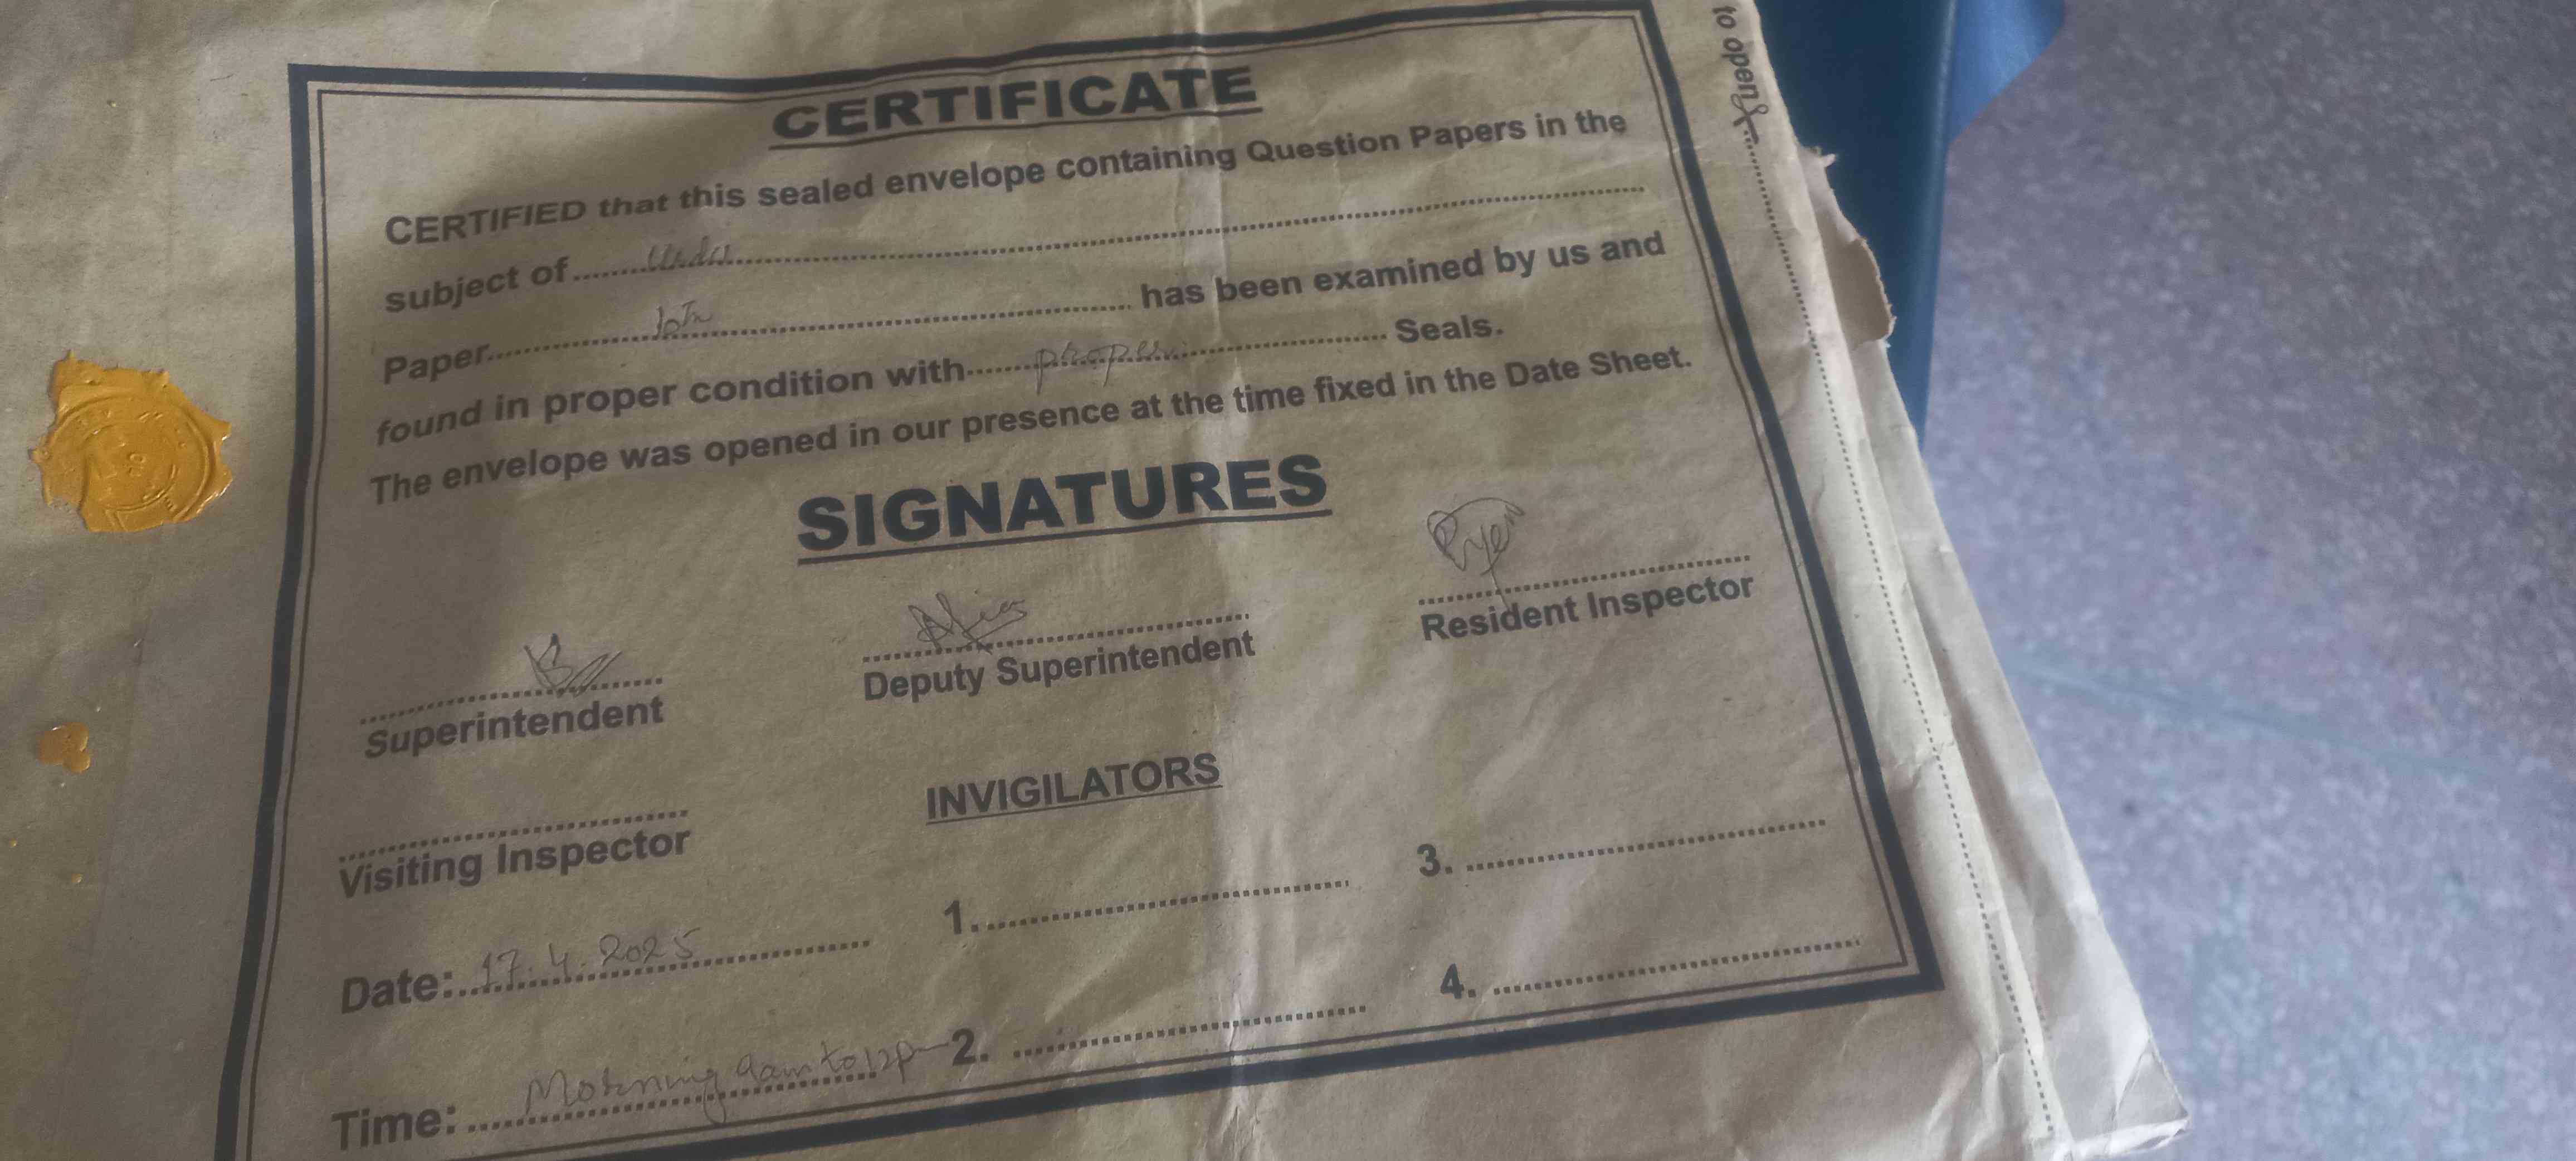 to open
CERTIFICATE
CERTIFIED that this sealed envelope containing Question Papers in the
subject of.......Urdu.......
Paper.......10th....... has been examined by us and
found in proper condition with.......proper....... Seals.
The envelope was opened in our presence at the time fixed in the Date Sheet.
SIGNATURES
Resident Inspector
Deputy Superintendent
Superintendent
INVIGILATORS
Visiting Inspector
3.
1.
Date: 17.4.2025
4.
2.
Time: Motrning 9am to 12p